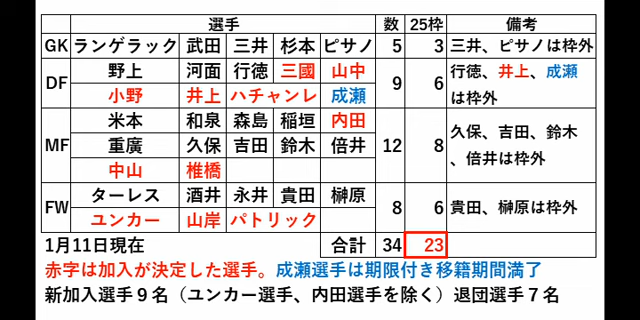 選手 数 25枠 備考
GK ランゲラック 武田 三井 杉本 ピサノ 5 3 三井、ピサノは枠外
DF 野上 河面 行徳 三國 山中 9 6 行徳、井上、成瀬
小野 井上 ハチャンレ 成瀬 は枠外
MF 米本 和泉 森島 稲垣 内田 12 8 久保、吉田、鈴木
重廣 久保 吉田 鈴木 倍井 、倍井は枠外
中山 椎橋
FW ターレス 酒井 永井 貴田 榊原 8 6 貴田、榊原は枠外
ユンカー 山岸 パトリック
1月11日現在 合計 34 23
赤字は加入が決定した選手。成瀬選手は期限付き移籍期間満了
新加入選手９名（ユンカー選手、内田選手を除く）退団選手７名